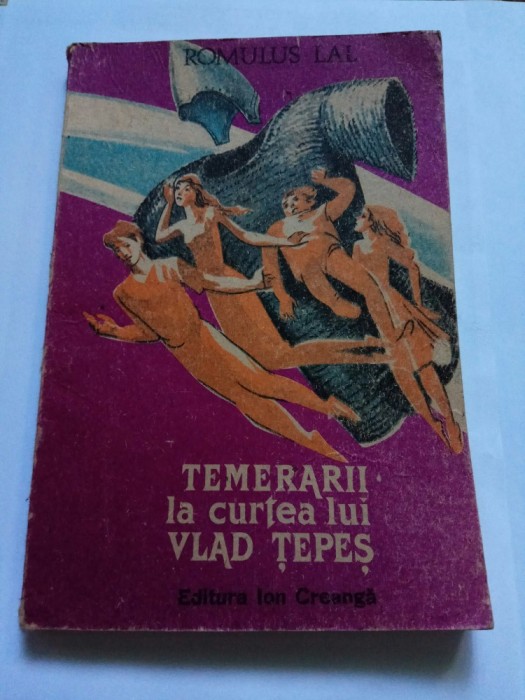 ROMULUS LAL
TEMERARII
la curtea lui
VLAD ȚEPEȘ
Editura Ion Creangă